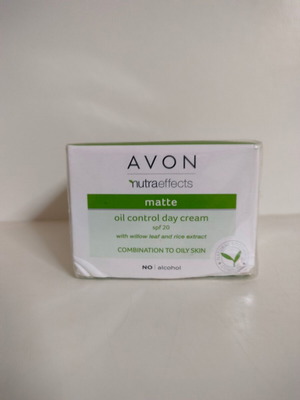 AVON
nutraeffects
matte
oil control day cream
spf 20
with willow leaf and rice extract
COMBINATION TO OILY SKIN
NO | alcohol